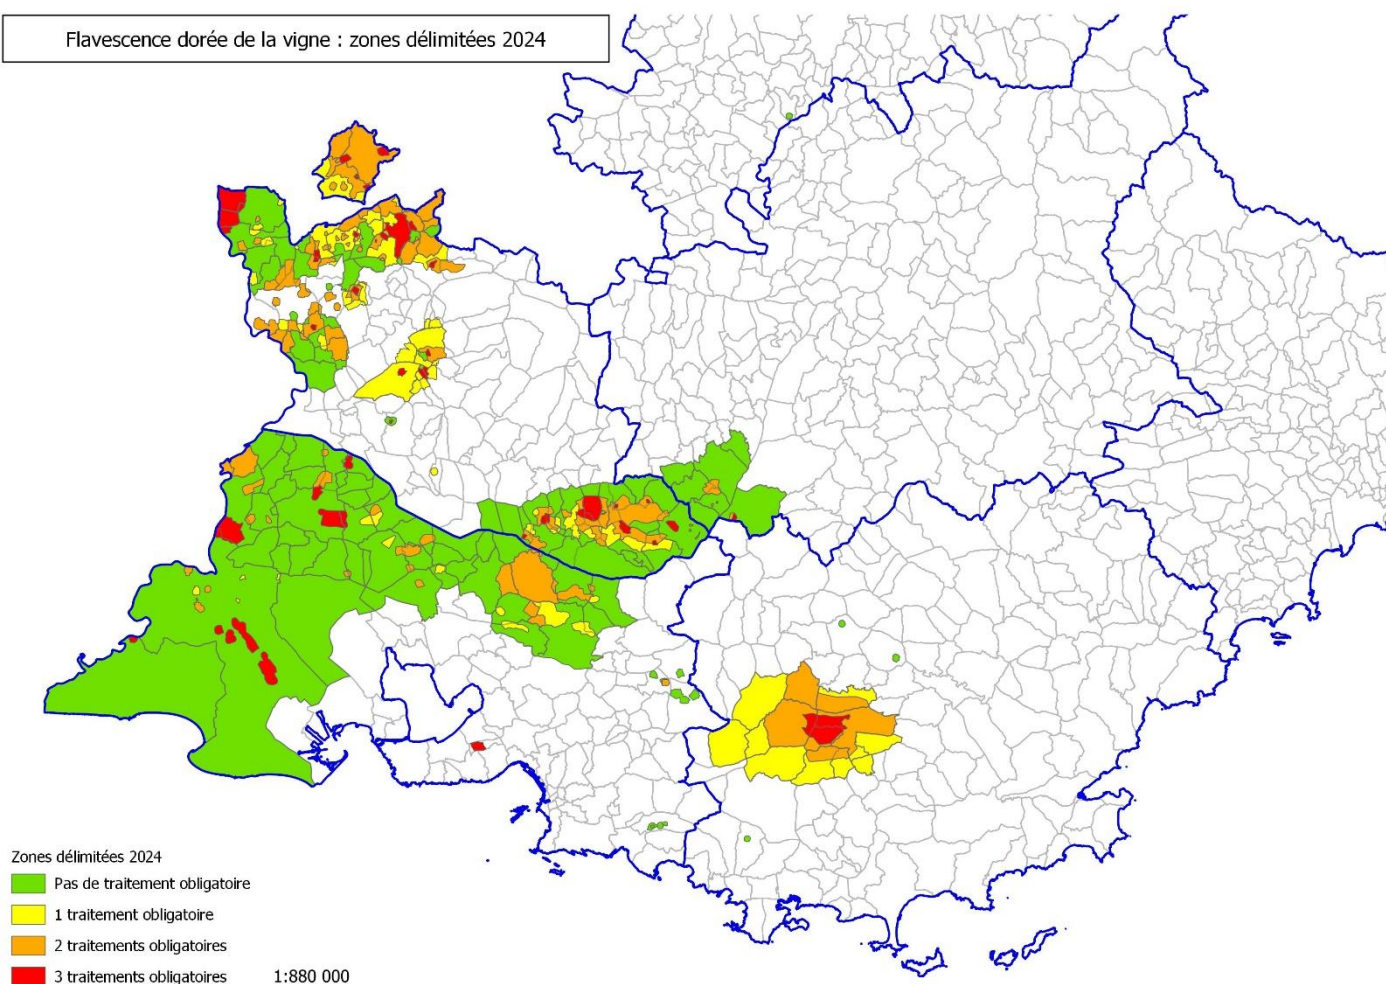 Flavescence dorée de la vigne : zones délimitées 2024
Zones délimitées 2024
Pas de traitement obligatoire
1 traitement obligatoire
2 traitements obligatoires
3 traitements obligatoires 1:880 000